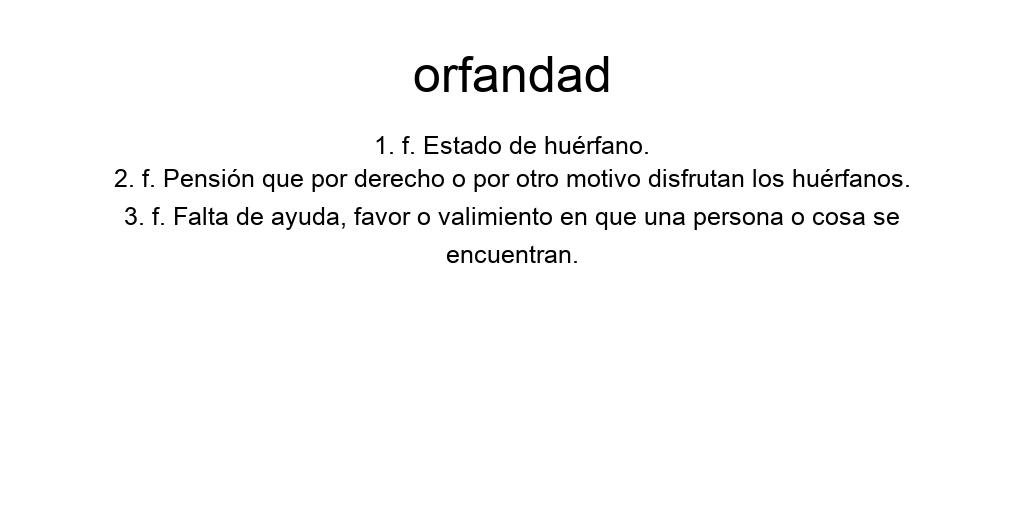 orfandad
1. f. Estado de huérfano.
2. f. Pensión que por derecho o por otro motivo disfrutan los huérfanos.
3. f. Falta de ayuda, favor o valimiento en que una persona o cosa se
encuentran.